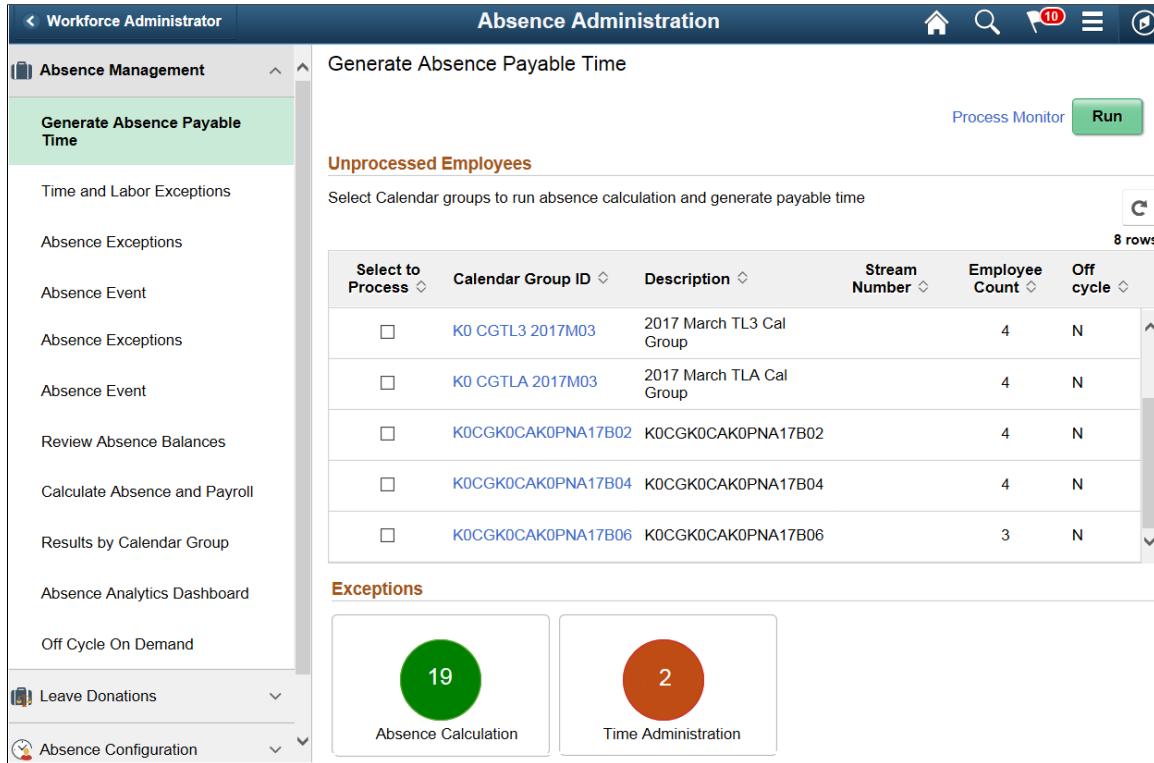 Workforce Administrator
Absence Administration
10
Absence Management
Generate Absence Payable
Time
Time and Labor Exceptions
Absence Exceptions
Absence Event
Absence Exceptions
Absence Event
Review Absence Balances
Calculate Absence and Payroll
Results by Calendar Group
Absence Analytics Dashboard
Off Cycle On Demand
Leave Donations
Absence Configuration
Generate Absence Payable Time
Process Monitor Run
Unprocessed Employees
Select Calendar groups to run absence calculation and generate payable time
8 rows
Select to Process Calendar Group ID Description Stream Number Employee Count Off cycle
K0 CGTL3 2017M03 2017 March TL3 Cal Group 4 N
K0 CGTLA 2017M03 2017 March TLA Cal Group 4 N
K0CGK0CAK0PNA17B02 K0CGK0CAK0PNA17B02 4 N
K0CGK0CAK0PNA17B04 K0CGK0CAK0PNA17B04 4 N
K0CGK0CAK0PNA17B06 K0CGK0CAK0PNA17B06 3 N
Exceptions
19
Absence Calculation
2
Time Administration